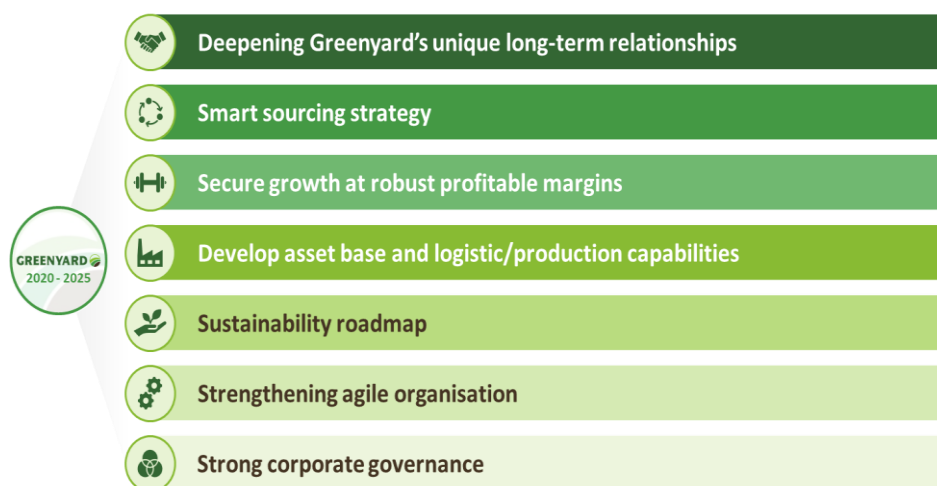 Deepening Greenyard’s unique long-term relationships
Smart sourcing strategy
Secure growth at robust profitable margins
GREENYARD
2020 - 2025
Develop asset base and logistic/production capabilities
Sustainability roadmap
Strengthening agile organisation
Strong corporate governance